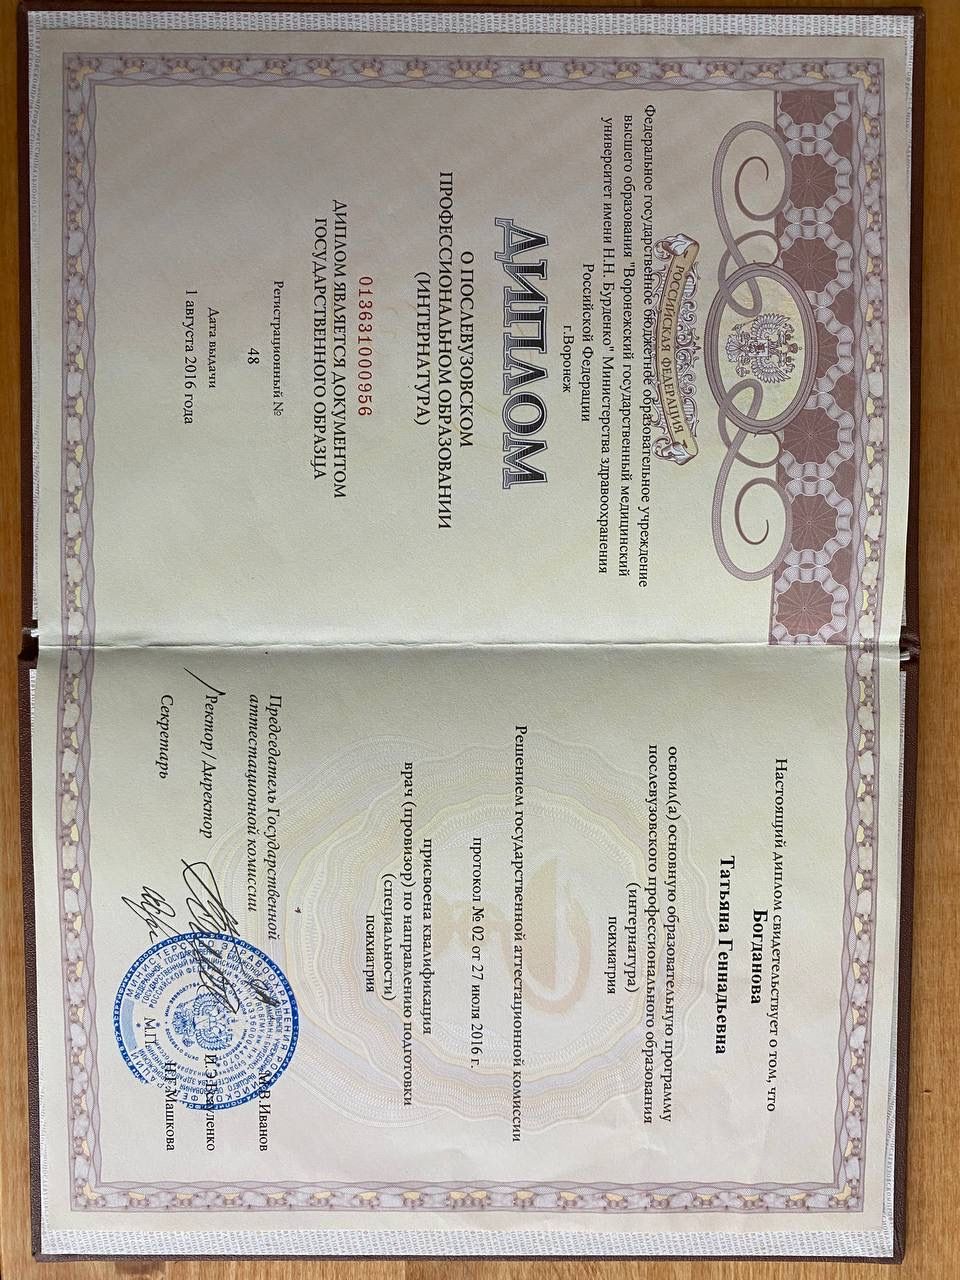 РОССИЙСКАЯ ФЕДЕРАЦИЯ
Федеральное государственное бюджетное образовательное учреждение
высшего образования "Воронежский государственный медицинский
университет имени Н.Н. Бурденко" Министерства здравоохранения
Российской Федерации
г.Воронеж
ДИПЛОМ
О ПОСЛЕВУЗОВСКОМ
ПРОФЕССИОНАЛЬНОМ ОБРАЗОВАНИИ
(ИНТЕРНАТУРА)
013631000956
ДИПЛОМ ЯВЛЯЕТСЯ ДОКУМЕНТОМ
ГОСУДАРСТВЕННОГО ОБРАЗЦА
Регистрационный №
48
Дата выдачи
1 августа 2016 года
Настоящий диплом свидетельствует о том, что
Богданова
Татьяна Геннадьевна
освоил(а) основную образовательную программу
послевузовского профессионального образования
(интернатура)
психиатрия
Решением государственной аттестационной комиссии
протокол № 02 от 27 июля 2016 г.
присвоена квалификация
врач (провизор) по направлению подготовки
(специальности)
психиатрия
Председатель Государственной
аттестационной комиссии М.В.Иванов
Ректор/Директор
Секретарь М.П. Н.Е.Машкова